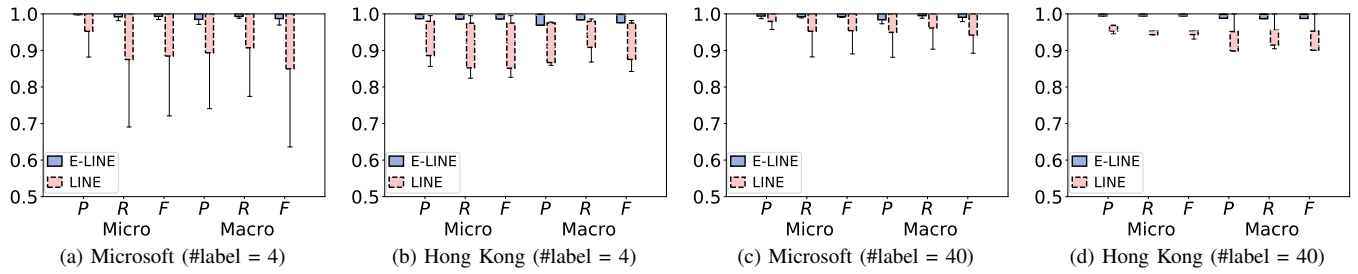 1.0
0.9
0.8
0.7
0.6
0.5
E-LINE
LINE
P R F P R F
Micro Macro
(a) Microsoft (#label = 4)
1.0
0.9
0.8
0.7
0.6
0.5
E-LINE
LINE
P R F P R F
Micro Macro
(b) Hong Kong (#label = 4)
1.0
0.9
0.8
0.7
0.6
0.5
E-LINE
LINE
P R F P R F
Micro Macro
(c) Microsoft (#label = 40)
1.0
0.9
0.8
0.7
0.6
0.5
E-LINE
LINE
P R F P R F
Micro Macro
(d) Hong Kong (#label = 40)